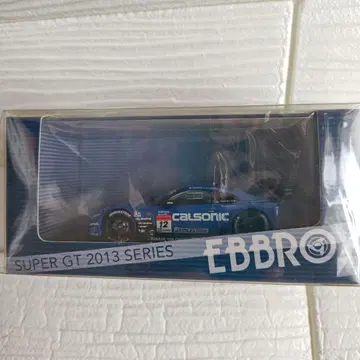 calsonic
12
SUPER GT 2013 SERIES
EBBRO